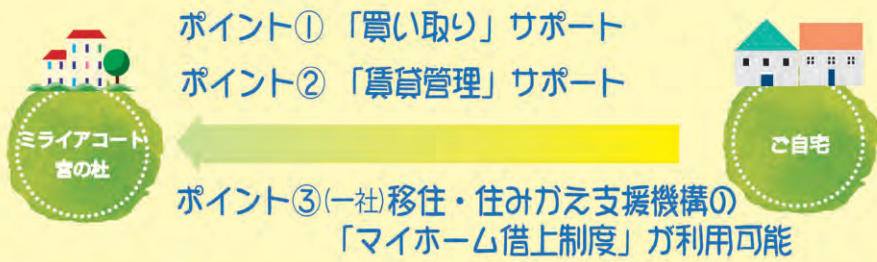 ポイント① 「買い取り」サポート
ポイント② 「賃貸管理」サポート
ミライアコート
宮の杜
ご自宅
ポイント③(一社)移住・住みかえ支援機構の
「マイホーム借上制度」が利用可能